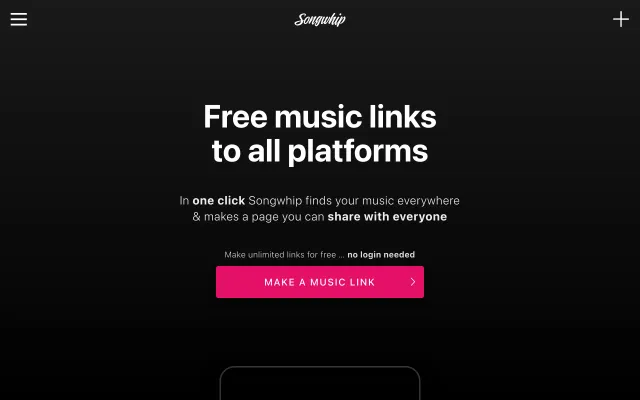 Songwhip
Free music links
to all platforms
In one click Songwhip finds your music everywhere
& makes a page you can share with everyone
Make unlimited links for free ... no login needed
MAKE A MUSIC LINK